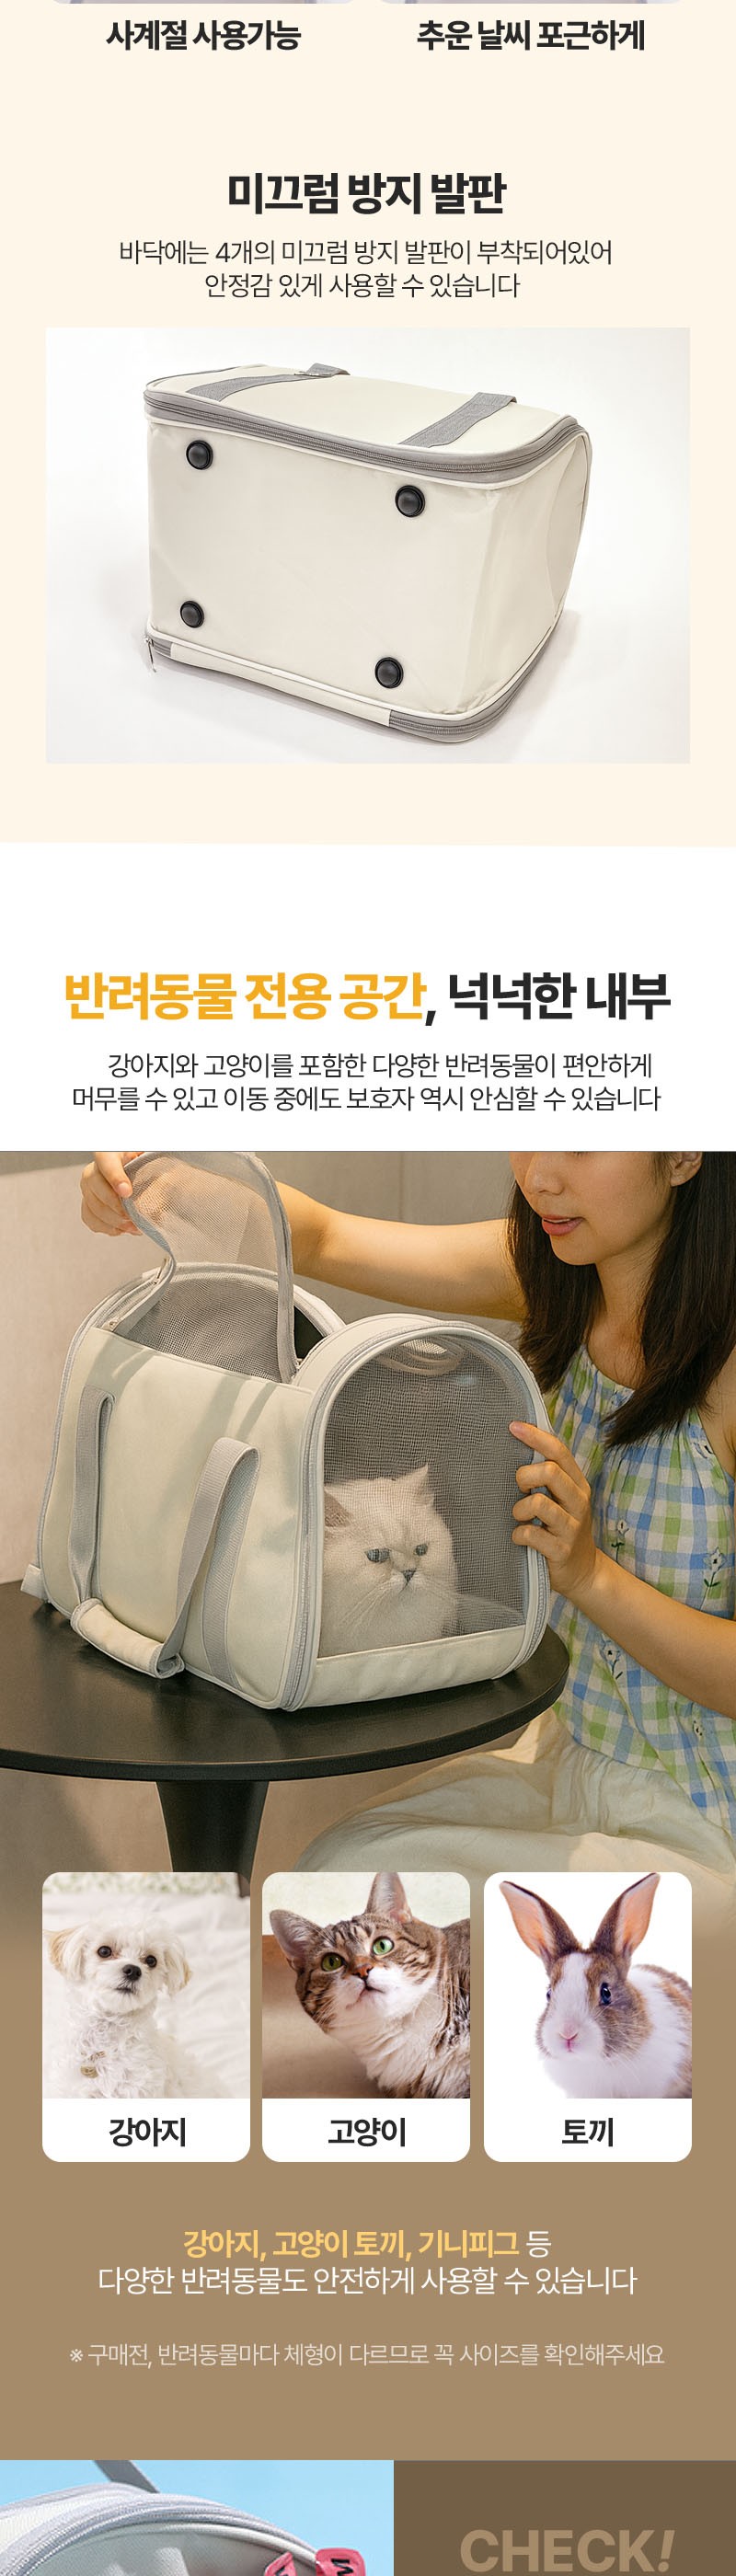 사계절 사용가능
추운 날씨 포근하게
미끄럼 방지 발판
바닥에는 4개의 미끄럼 방지 발판이 부착되어있어
안정감 있게 사용할 수 있습니다
반려동물 전용 공간, 넉넉한 내부
강아지와 고양이를 포함한 다양한 반려동물이 편안하게
머무를 수 있고 이동 중에도 보호자 역시 안심할 수 있습니다
강아지
고양이
토끼
강아지, 고양이 토끼, 기니피그 등
다양한 반려동물도 안전하게 사용할 수 있습니다
※ 구매전, 반려동물마다 체형이 다르므로 꼭 사이즈를 확인해주세요
CHECK!